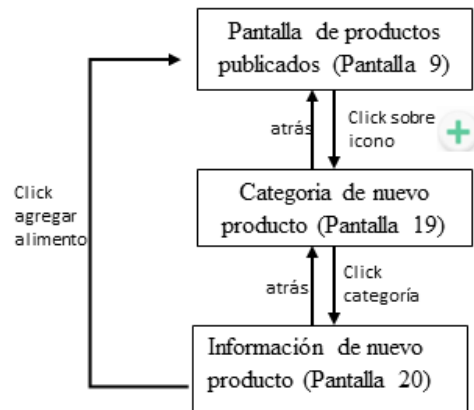 Pantalla de productos
publicados (Pantalla 9)
atrás
Click sobre
icono
Click
agregar
alimento
Categoria de nuevo
producto (Pantalla 19)
atrás
Click
categoría
Información de nuevo
producto (Pantalla 20)